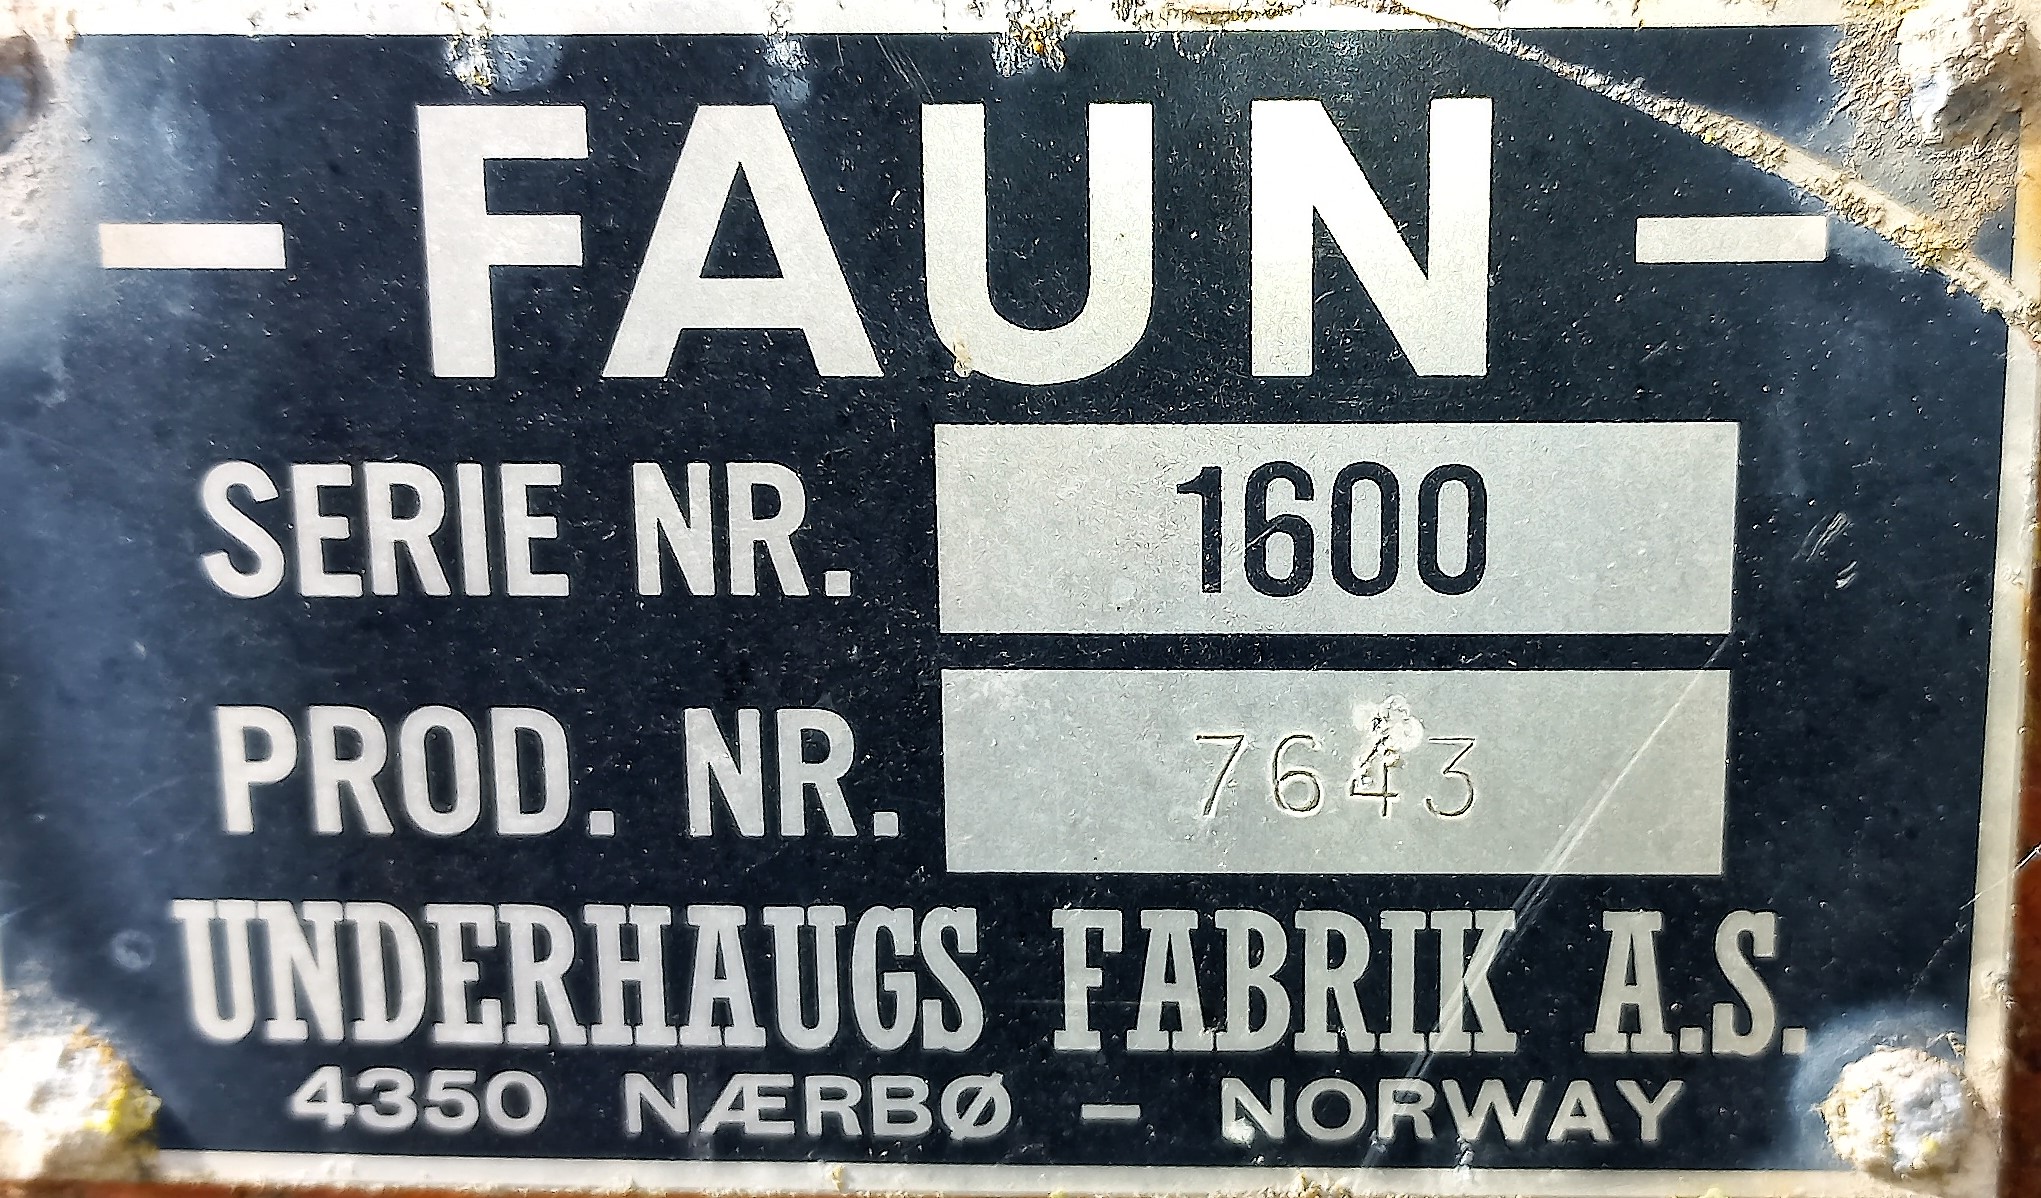 — FAUN —
SERIE NR. 1600
PROD. NR. 7643
UNDERHAUGS FABRIK A.S.
4350 NÆRBØ — NORWAY